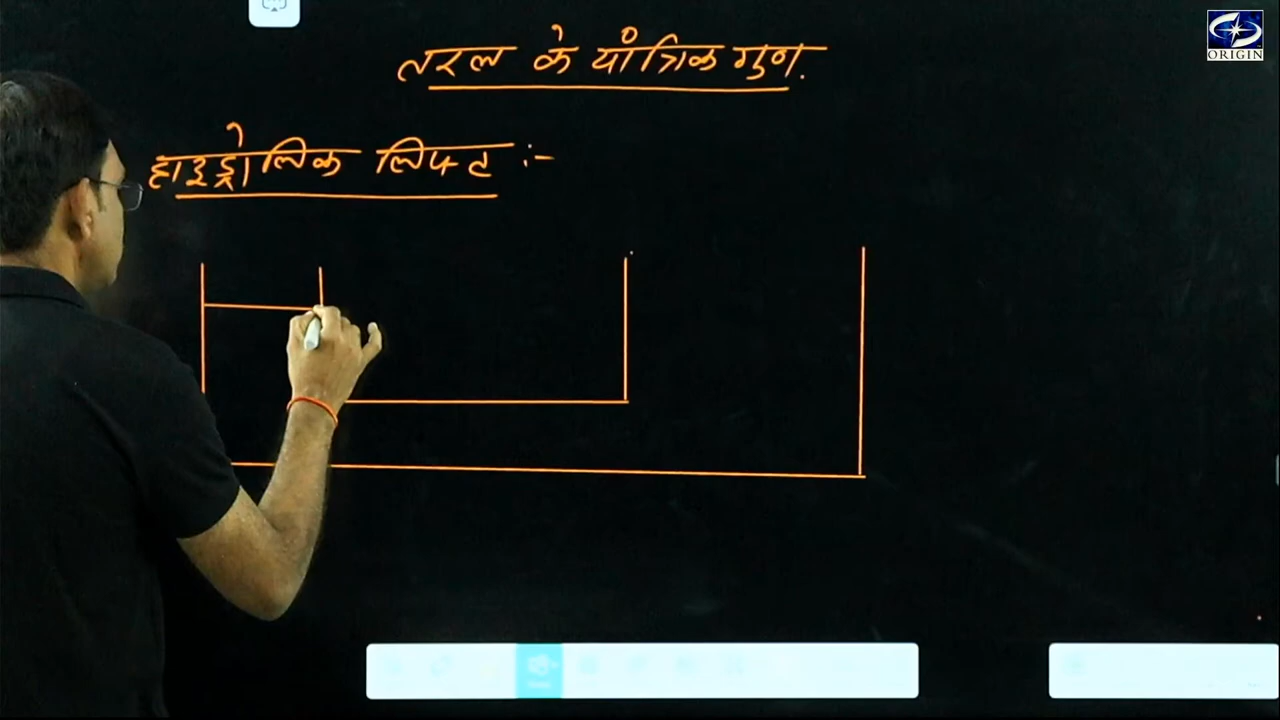 तरल के यांत्रिक गुण.
हाइड्रोलिक लिफ्ट :-
ORIGIN